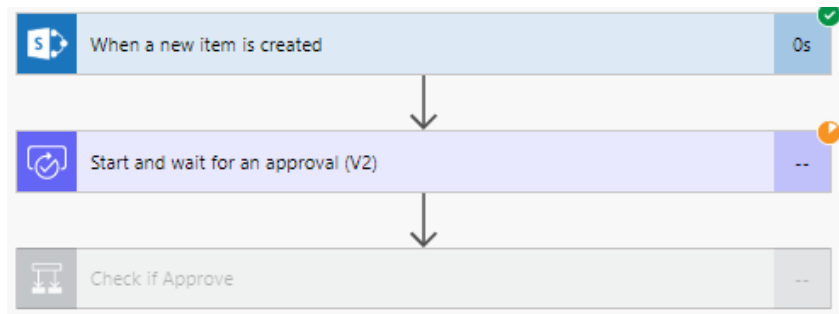 S
When a new item is created
0s
Start and wait for an approval (V2)
--
Check if Approve
--